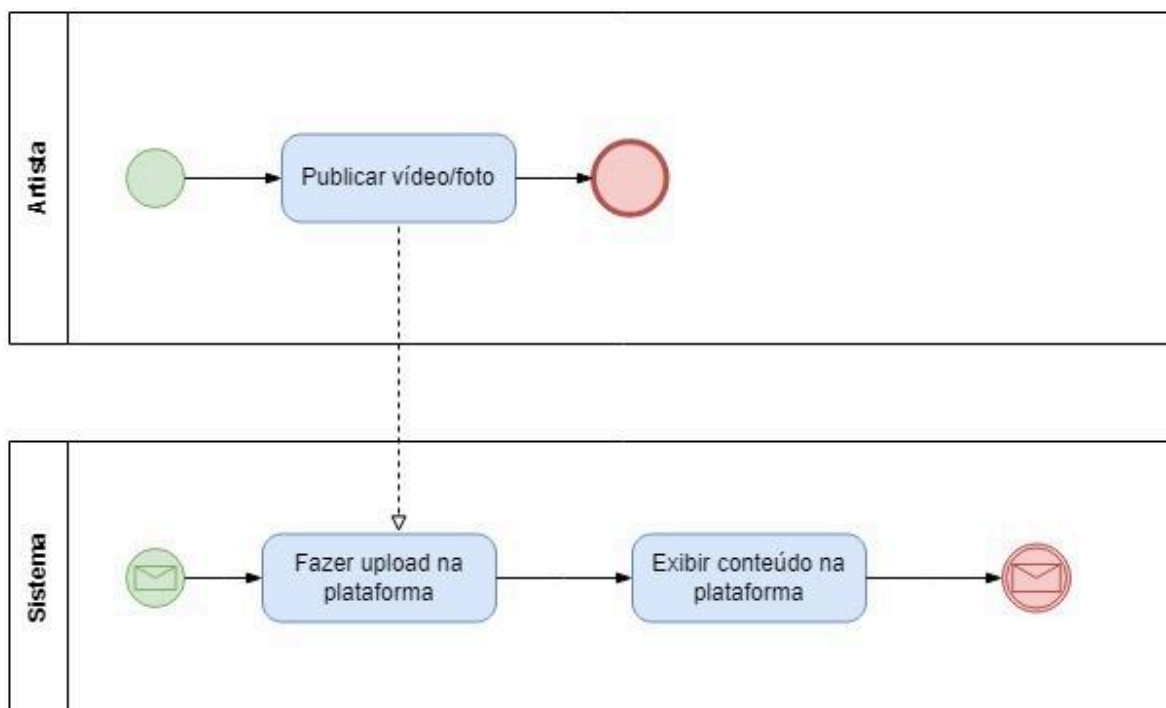 Artista
Publicar vídeo/foto
Sistema
Fazer upload na
plataforma
Exibir conteúdo na
plataforma